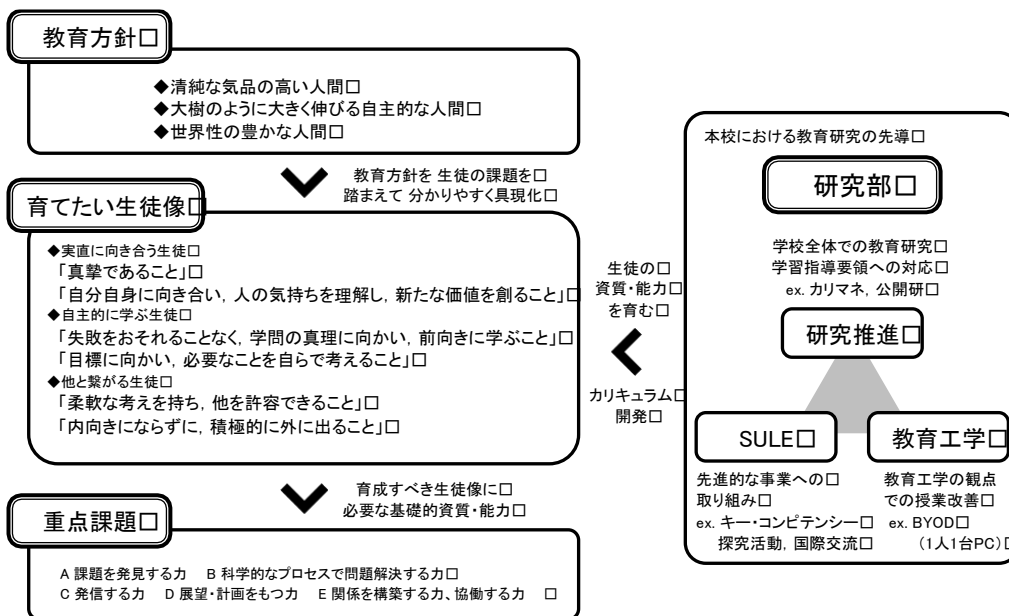 教育方針□
◆清純な気品の高い人間□
◆大樹のように大きく伸びる自主的な人間□
◆世界性の豊かな人間□
教育方針を 生徒の課題を□
踏まえて 分かりやすく具現化□
育てたい生徒像□
◆実直に向き合う生徒□
「真摯であること」□
「自分自身に向き合い, 人の気持ちを理解し, 新たな価値を創ること」□
◆自主的に学ぶ生徒□
「失敗をおそれることなく, 学問の真理に向かい, 前向きに学ぶこと」□
「目標に向かい, 必要なことを自らで考えること」□
◆他と繋がる生徒□
「柔軟な考えを持ち, 他を許容できること」□
「内向きにならずに, 積極的に外に出ること」□
育成すべき生徒像に□
必要な基礎的資質・能力□
重点課題□
A 課題を発見する力 B 科学的なプロセスで問題解決する力□
C 発信する力 D 展望・計画をもつ力 E 関係を構築する力、協働する力 □
生徒の□
資質・能力□
を育む□
カリキュラム□
開発□
本校における教育研究の先導□
研究部□
学校全体での教育研究□
学習指導要領への対応□
ex. カリマネ, 公開研□
研究推進□
SULE□
先進的な事業への□
取り組み□
ex. キー・コンピテンシー□
探究活動, 国際交流□
教育工学□
教育工学の観点
での授業改善□
ex. BYOD□
(1人1台PC)□